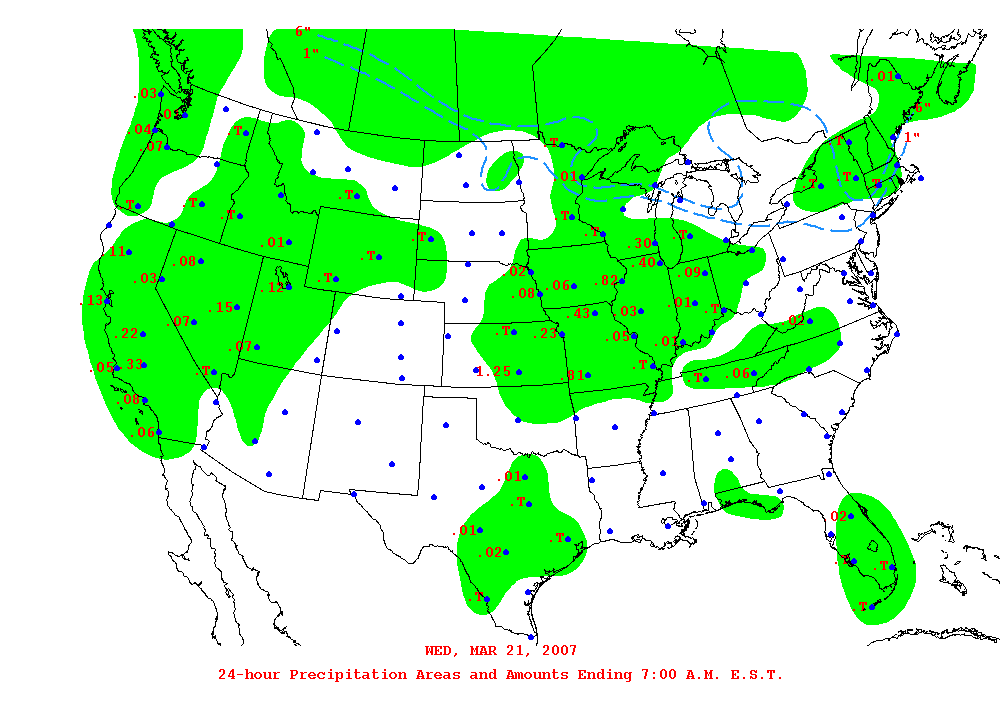 6"
1"
.01
.03
.0
6"
.T
.04
1"
.T
.07
.01
.T
.T
.T
.T
.T
.T
.T
.T
.T
.T
.T
.01
.30
11
.T
.08
.40
.03
.T
.02
.82
.09
.12
.06
.13
.08
.01
.15
.43
.03
.T
.07
.02
.22
.T
.23
.05
.01
.07
.05
.33
.T
.T
1.25
.81
.T
.06
.08
.06
.01
.T
02
.01
.T
.02
.T
.T
.T
WED, MAR 21, 2007
24-hour Precipitation Areas and Amounts Ending 7:00 A.M. E.S.T.